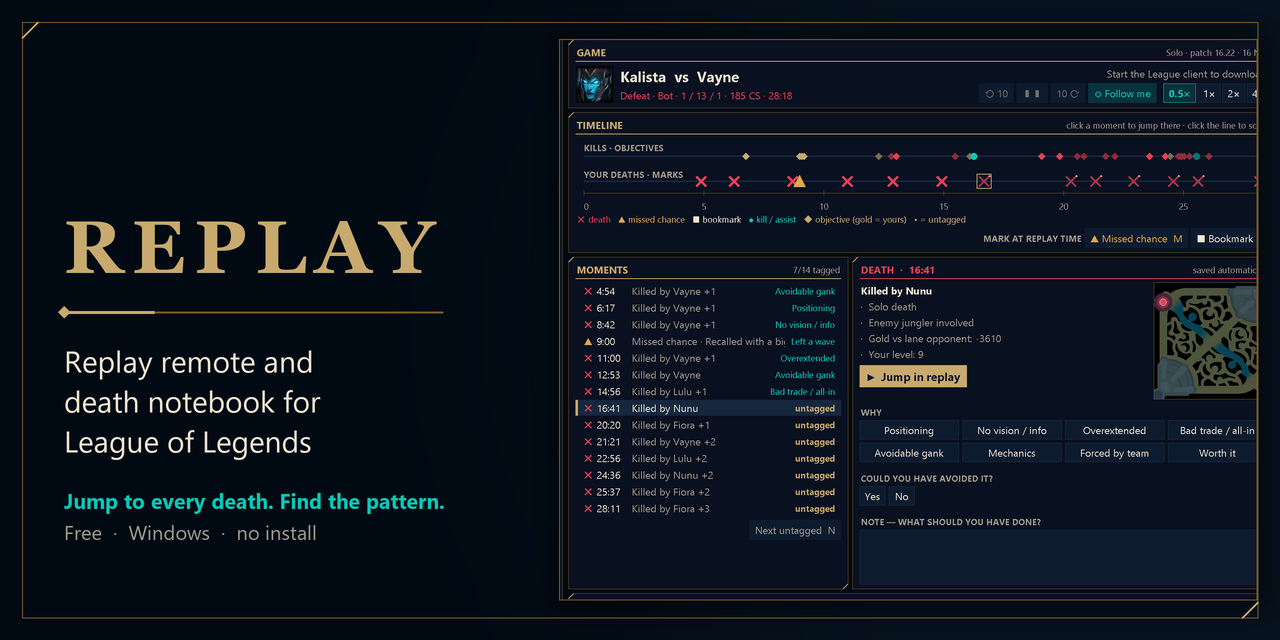 REPLAY
Replay remote and
death notebook for
League of Legends
Jump to every death. Find the pattern.
Free · Windows · no install
GAME
Solo · patch 16.22 · 16
Kalista vs Vayne
Defeat · Bot · 1 / 13 / 1 · 185 CS · 28:18
Start the League client to downlo
10
10
Follow me
0.5× 1× 2× 4
TIMELINE
click a moment to jump there · click the line to sc
KILLS · OBJECTIVES
YOUR DEATHS · MARKS
0 5 10 15 20 25
death missed chance bookmark kill / assist objective (gold = yours) • = untagged
MARK AT REPLAY TIME Missed chance M Bookmark
MOMENTS 7/14 tagged
4:54 Killed by Vayne +1 Avoidable gank
6:17 Killed by Vayne +1 Positioning
8:42 Killed by Vayne +1 No vision / info
9:00 Missed chance · Recalled with a bi Left a wave
11:00 Killed by Vayne +1 Overextended
12:53 Killed by Vayne Avoidable gank
14:56 Killed by Lulu +1 Bad trade / all-in
16:41 Killed by Nunu untagged
20:20 Killed by Fiora +1 untagged
21:21 Killed by Vayne +2 untagged
22:56 Killed by Lulu +2 untagged
24:36 Killed by Nunu +2 untagged
25:37 Killed by Fiora +2 untagged
28:11 Killed by Fiora +3 untagged
Next untagged N
DEATH · 16:41 saved automatic
Killed by Nunu
· Solo death
· Enemy jungler involved
· Gold vs lane opponent: -3610
· Your level: 9
Jump in replay
WHY
Positioning No vision / info Overextended Bad trade / all-in
Avoidable gank Mechanics Forced by team Worth it
COULD YOU HAVE AVOIDED IT?
Yes No
NOTE — WHAT SHOULD YOU HAVE DONE?